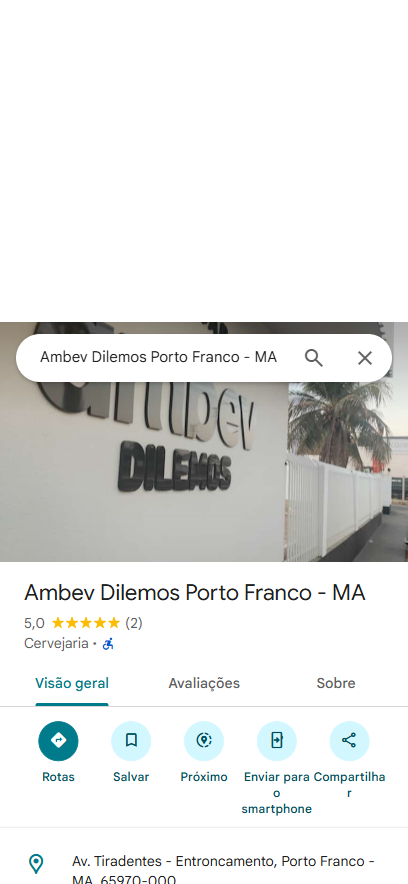 Ambev Dilemos Porto Franco - MA
ambev
DILEMOS
Ambev Dilemos Porto Franco - MA
5,0 ★★★★★ (2)
Cervejaria ·
Visão geral Avaliações Sobre
Rotas Salvar Próximo Enviar para o smartphone Compartilhar
Av. Tiradentes - Entroncamento, Porto Franco -
MA, 65970-000